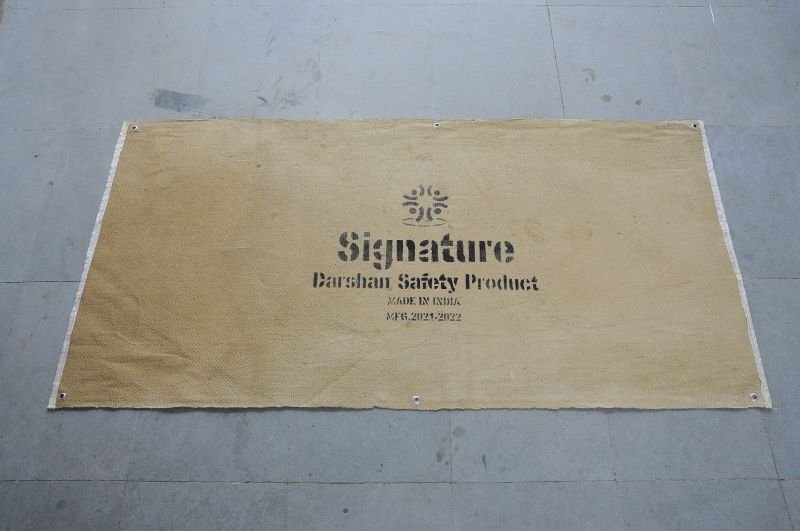 Signature
Darshan Safety Product
MADE IN INDIA
MFG.2021-2022